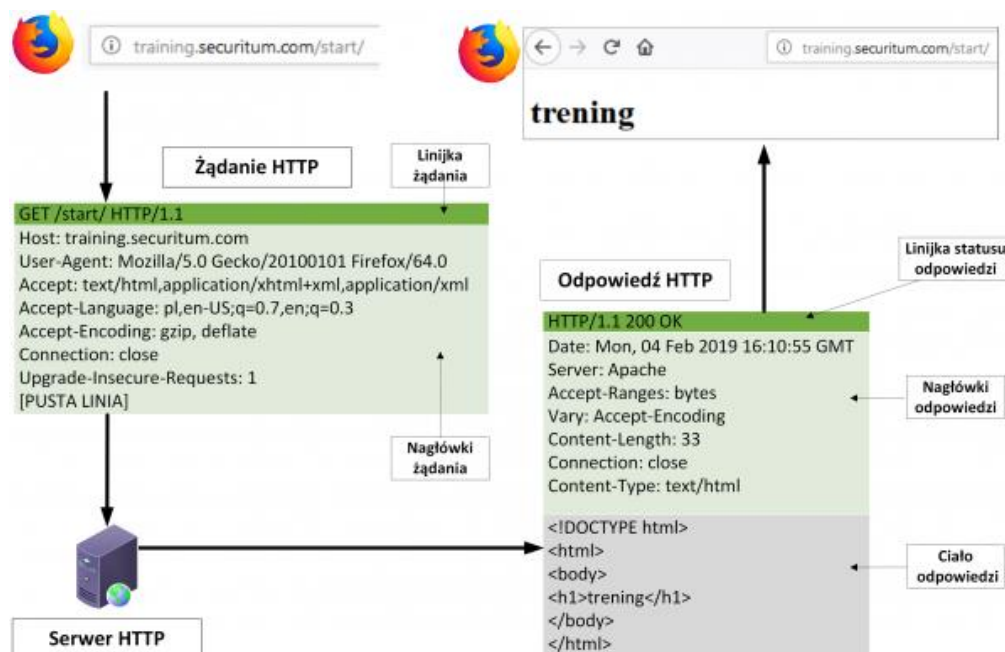 training.securitum.com/start/
training.securitum.com/start/
trening
Żądanie HTTP
Linijka
żądania
GET /start/ HTTP/1.1
Host: training.securitum.com
User-Agent: Mozilla/5.0 Gecko/20100101 Firefox/64.0
Accept: text/html,application/xhtml+xml,application/xml
Accept-Language: pl,en-US;q=0.7,en;q=0.3
Accept-Encoding: gzip, deflate
Connection: close
Upgrade-Insecure-Requests: 1
[PUSTA LINIA]
Nagłówki
żądania
Serwer HTTP
Odpowiedź HTTP
Linijka statusu
odpowiedzi
HTTP/1.1 200 OK
Date: Mon, 04 Feb 2019 16:10:55 GMT
Server: Apache
Accept-Ranges: bytes
Vary: Accept-Encoding
Content-Length: 33
Connection: close
Content-Type: text/html
Nagłówki
odpowiedzi
<!DOCTYPE html>
<html>
<body>
<h1>trening</h1>
</body>
</html>
Ciało
odpowiedzi